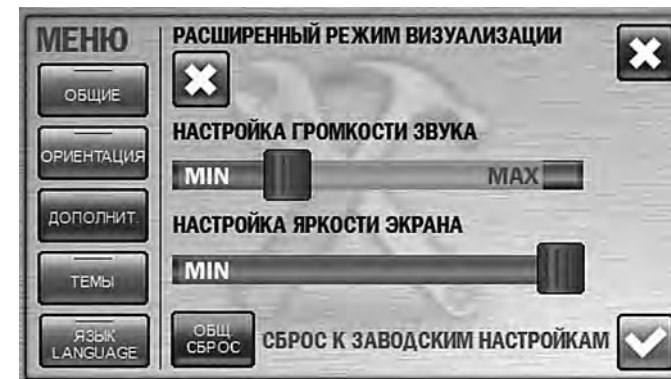 МЕНЮ
РАСШИРЕННЫЙ РЕЖИМ ВИЗУАЛИЗАЦИИ
ОБЩИЕ
НАСТРОЙКА ГРОМКОСТИ ЗВУКА
ОРИЕНТАЦИЯ
MIN MAX
ДОПОЛНИТ.
НАСТРОЙКА ЯРКОСТИ ЭКРАНА
ТЕМЫ
MIN
ЯЗЫК
LANGUAGE
ОБЩ.
СБРОС
СБРОС К ЗАВОДСКИМ НАСТРОЙКАМ